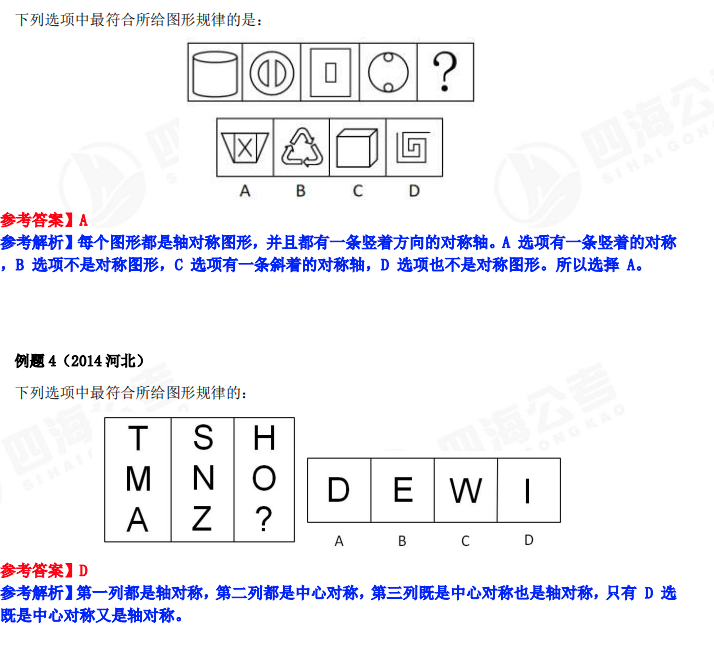 下列选项中最符合所给图形规律的是：
?
A B C D
参考答案】A
参考解析】每个图形都是轴对称图形，并且都有一条竖着方向的对称轴。A 选项有一条竖着的对称
，B 选项不是对称图形，C 选项有一条斜着的对称轴，D 选项也不是对称图形。所以选择 A。
例题 4（2014 河北）
下列选项中最符合所给图形规律的：
T S H
M N O
A Z ?
D E W I
A B C D
参考答案】D
参考解析】第一列都是轴对称，第二列都是中心对称，第三列既是中心对称也是轴对称，只有 D 选
既是中心对称又是轴对称。
四海公考